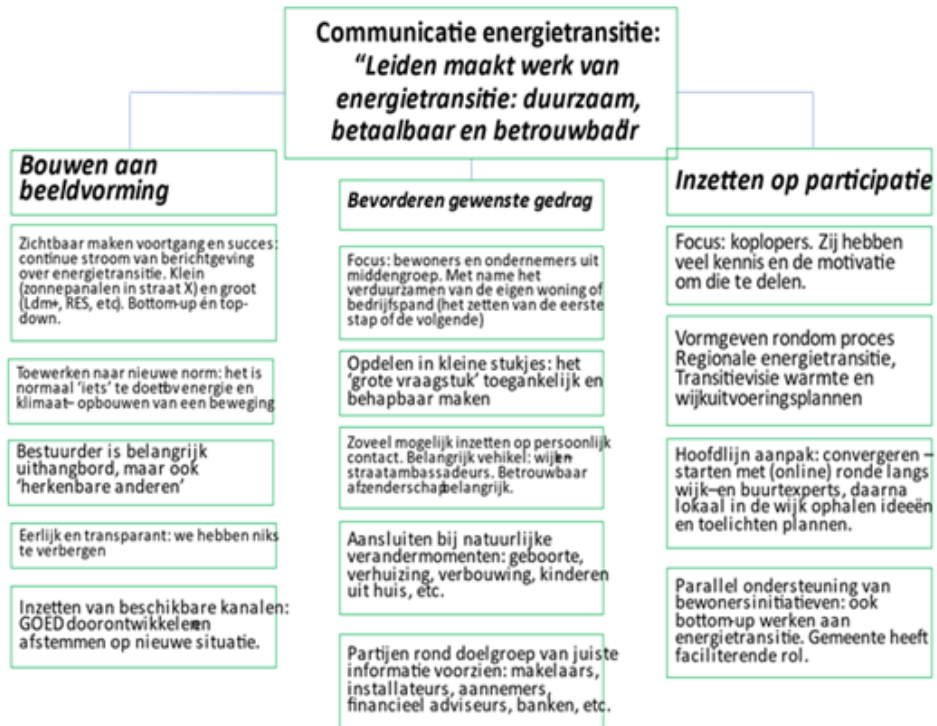 Communicatie energietransitie:
“Leiden maakt werk van
energietransitie: duurzaam,
betaalbaar en betrouwbaar
Bouwen aan
beeldvorming
Zichtbaar maken voortgang en succes:
continue stroom van berichtgeving
over energietransitie. Klein
(zonnepanalen in straat X) en groot
(Ldm+, RES, etc). Bottom-up én top-
down.
Toewerken naar nieuwe norm: het is
normaal ‘iets’ te doetbv energie en
klimaat– opbouwen van een beweging
Bestuurder is belangrijk
uithangbord, maar ook
‘herkenbare anderen’
Eerlijk en transparant: we hebben niks
te verbergen
Inzetten van beschikbare kanalen:
GOED doorontwikkelen en
afstemmen op nieuwe situatie.
Bevorderen gewenste gedrag
Focus: bewoners en ondernemers uit
middengroep. Met name het
verduurzamen van de eigen woning of
bedrijfspand (het zetten van de eerste
stap of de volgende)
Opdelen in kleine stukjes: het
‘grote vraagstuk’ toegankelijk en
behapbaar maken
Zoveel mogelijk inzetten op persoonlijk
contact. Belangrijk vehikel: wijk-en
straatambassadeurs. Betrouwbaar
afzenderschap belangrijk.
Aansluiten bij natuurlijke
verandermomenten: geboorte,
verhuizing, verbouwing, kinderen
uit huis, etc.
Partijen rond doelgroep van juiste
informatie voorzien: makelaars,
installateurs, aannemers,
financieel adviseurs, banken, etc.
Inzetten op participatie
Focus: koplopers. Zij hebben
veel kennis en de motivatie
om die te delen.
Vormgeven rondom proces
Regionale energietransitie,
Transitievisie warmte en
wijkuitvoeringsplannen
Hoofdlijn aanpak: convergeren –
starten met (online) ronde langs
wijk–en buurtexperts, daarna
lokaal in de wijk ophalen ideeën
en toelichten plannen.
Parallel ondersteuning van
bewonersinitiatieven: ook
bottom-up werken aan
energietransitie. Gemeente heeft
faciliterende rol.